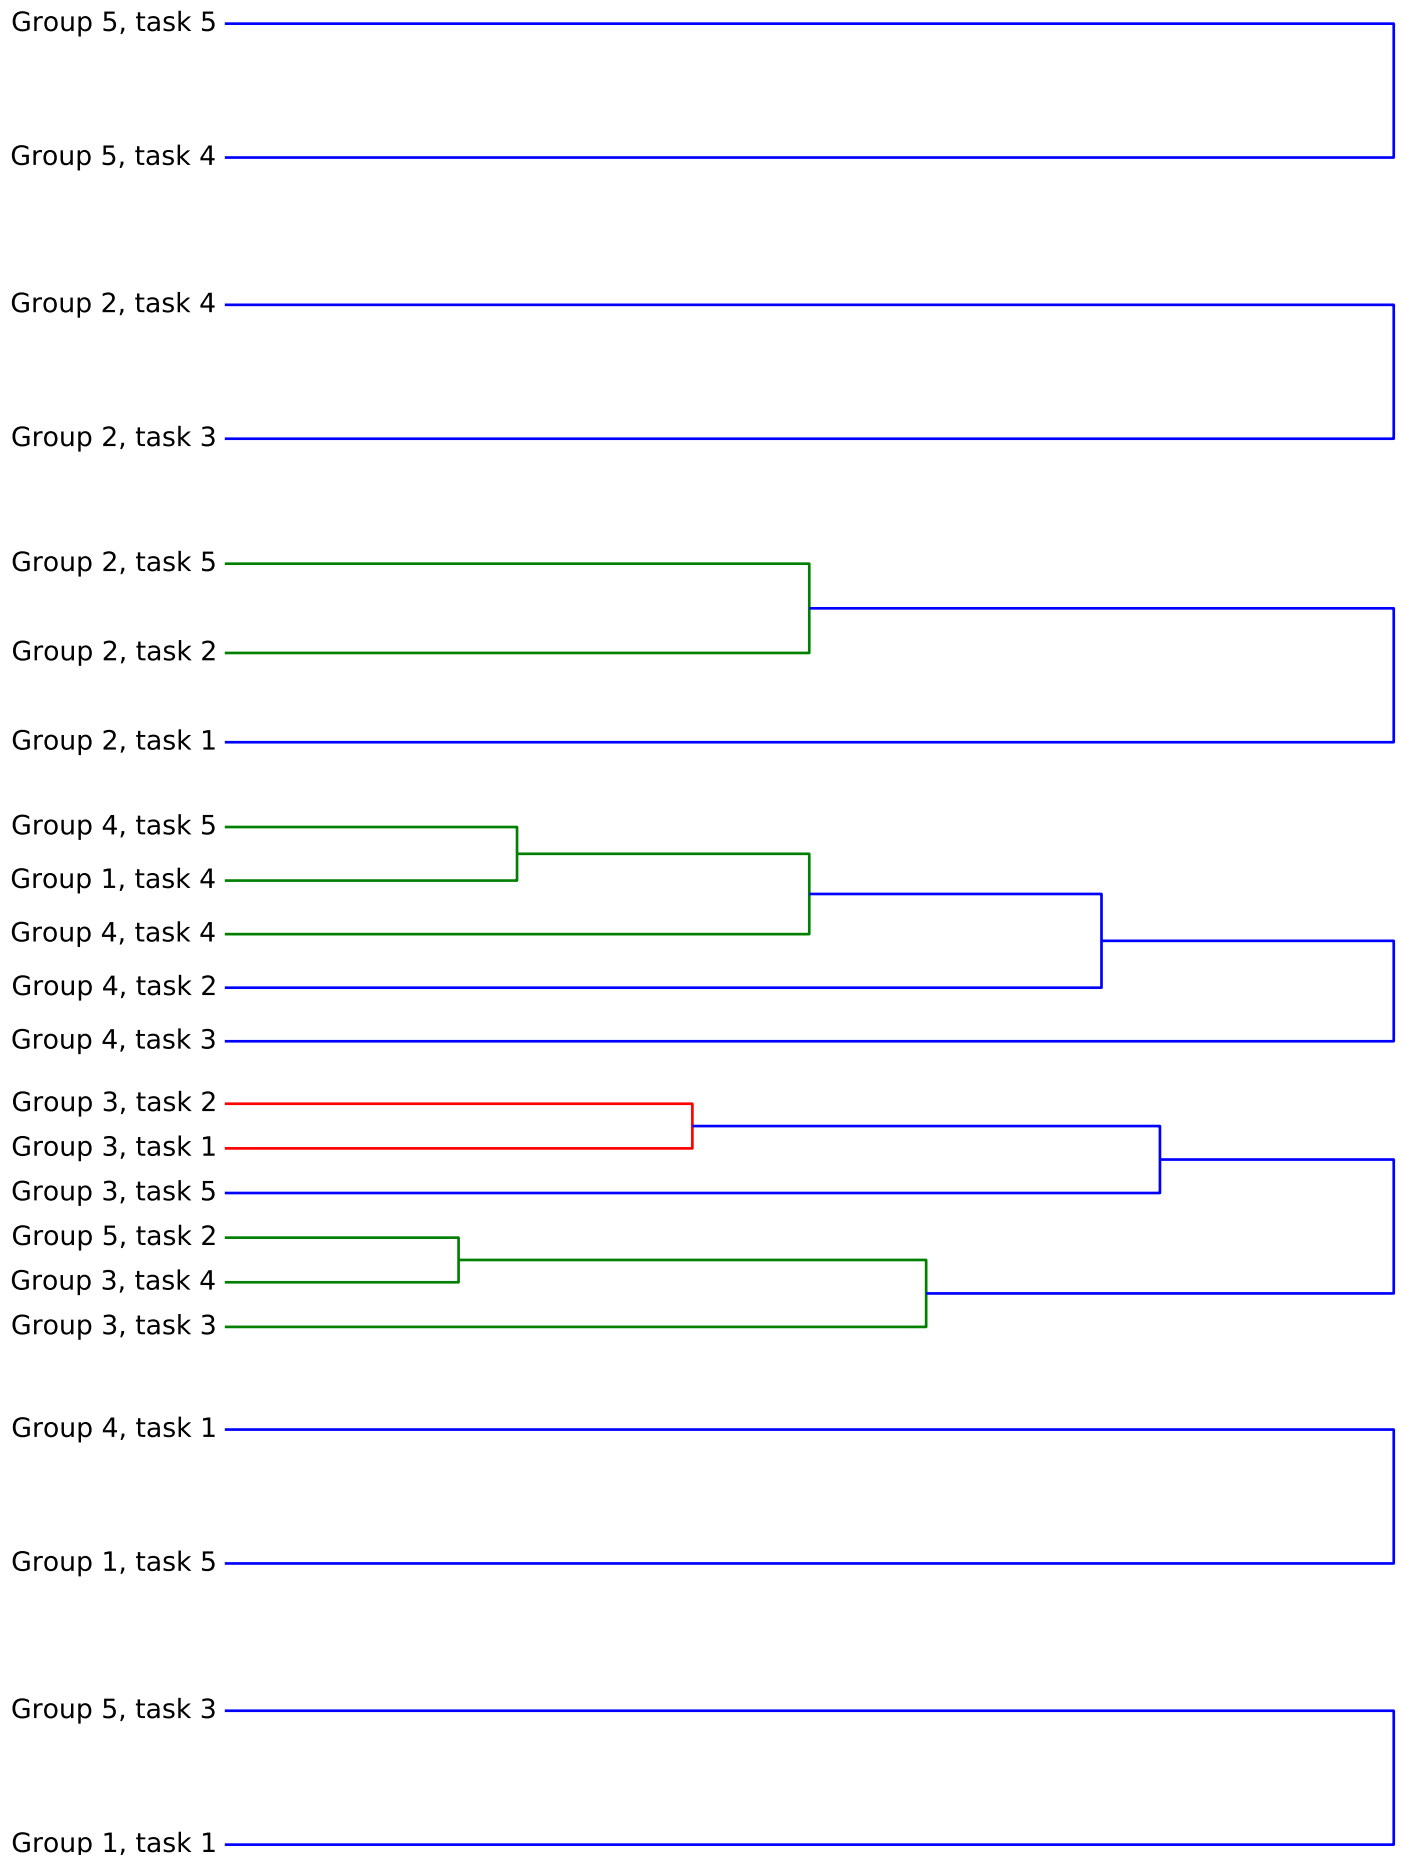 Group 5, task 5
Group 5, task 4
Group 2, task 4
Group 2, task 3
Group 2, task 5
Group 2, task 2
Group 2, task 1
Group 4, task 5
Group 1, task 4
Group 4, task 4
Group 4, task 2
Group 4, task 3
Group 3, task 2
Group 3, task 1
Group 3, task 5
Group 5, task 2
Group 3, task 4
Group 3, task 3
Group 4, task 1
Group 1, task 5
Group 5, task 3
Group 1, task 1